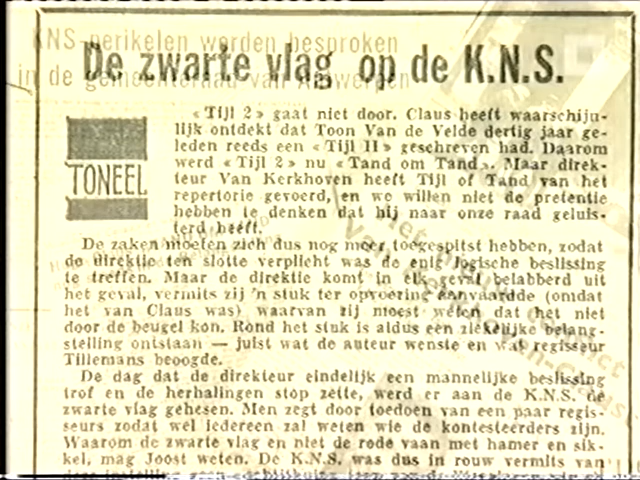 KNS-perikelen worden besproken
in de gemeenteraad van Antwerpen
De zwarte vlag op de K.N.S.
TONEEL
« Tijl 2 » gaat niet door. Claus heeft waarschijn-
lijk ontdekt dat Toon Van de Velde dertig jaar ge-
leden reeds een « Tijl II » geschreven had. Daarom
werd « Tijl 2 » nu « Tand om Tand ». Maar direk-
teur Van Kerkhoven heeft Tijl of Tand van het
repertorie gevoerd, en we willen niet de pretentie
hebben te denken dat hij naar onze raad geluis-
terd heeft.
De zaken moeten zich dus nog meer toegespitst hebben, zodat
de direktie ten slotte verplicht was de enig logische beslissing
te treffen. Maar de direktie komt in elk geval belabberd uit
het geval, vermits zij 'n stuk ter opvoering aanvaardde (omdat
het van Claus was) waarvan zij moest weten dat het niet
door de beugel kon. Rond het stuk is aldus een ziekelijke belang-
stelling ontstaan — juist wat de auteur wenste en wat regisseur
Tillemans beoogde.
De dag dat de direkteur eindelijk een mannelijke beslissing
trof en de herhalingen stop zette, werd er aan de K.N.S. de
zwarte vlag gehesen. Men zegt door toedoen van een paar regis-
seurs zodat wel iedereen zal weten wie de kontesteerders zijn.
Waarom de zwarte vlag en niet de rode vaan met hamer en sik-
kel, mag Joost weten. De K.N.S. was dus in rouw vermits van